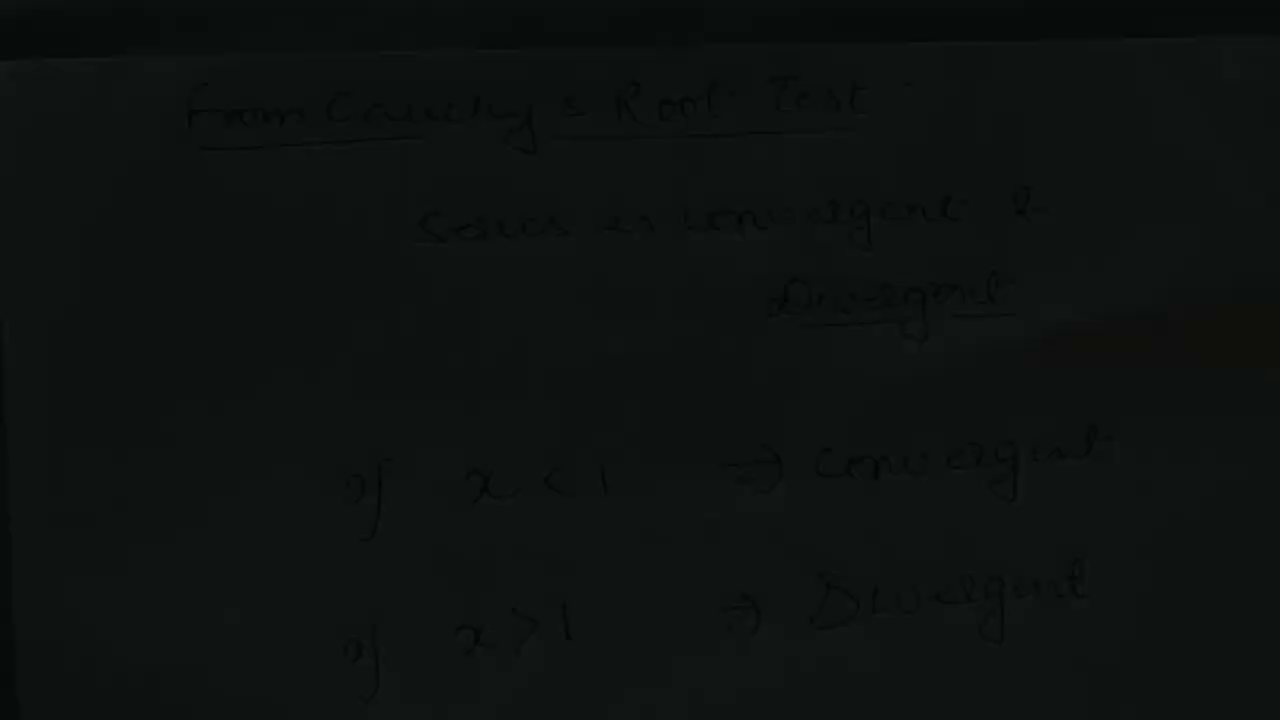 From Cauchy's Root Test
Series is convergent &
Divergent
if x < 1 ⇒ Convergent
if x > 1 ⇒ Divergent